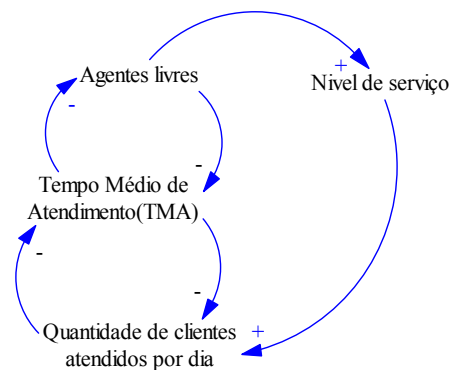 Agentes livres
+
Nivel de serviço
-
-
Tempo Médio de
Atendimento(TMA)
-
-
Quantidade de clientes
atendidos por dia
+